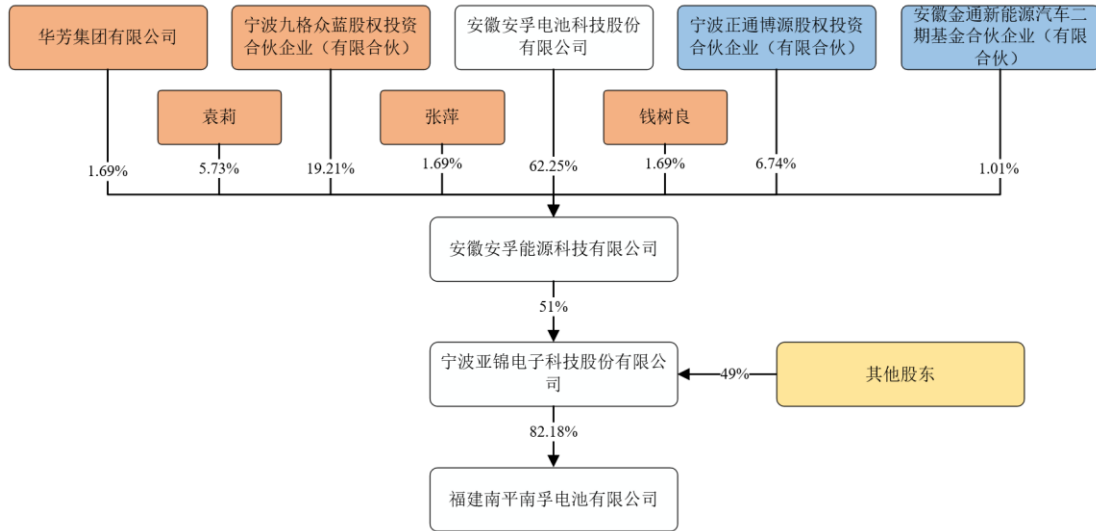 华芳集团有限公司
宁波九格众蓝股权投资
合伙企业（有限合伙）
安徽安孚电池科技股份
有限公司
宁波正通博源股权投资
合伙企业（有限合伙）
安徽金通新能源汽车二
期基金合伙企业（有限
合伙）
袁莉
张萍
钱树良
1.69%
5.73%
19.21%
1.69%
62.25%
1.69%
6.74%
1.01%
安徽安孚能源科技有限公司
51%
宁波亚锦电子科技股份有限公
司
49%
其他股东
82.18%
福建南平南孚电池有限公司